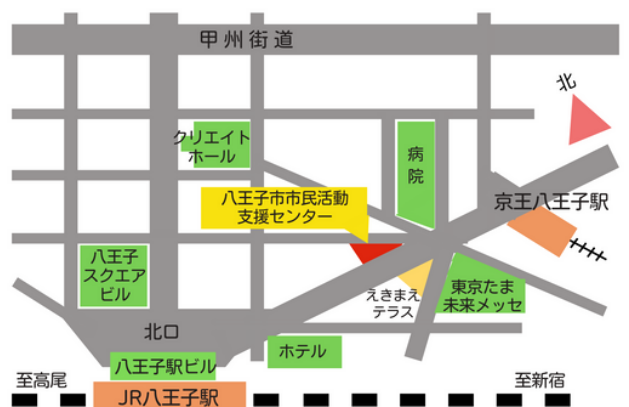 甲州街道
北
クリエイト
ホール
病
院
京王八王子駅
八王子市市民活動
支援センター
八王子
スクエア
ビル
えきまえ
テラス
東京たま
未来メッセ
北口
ホテル
八王子駅ビル
至高尾
至新宿
JR八王子駅